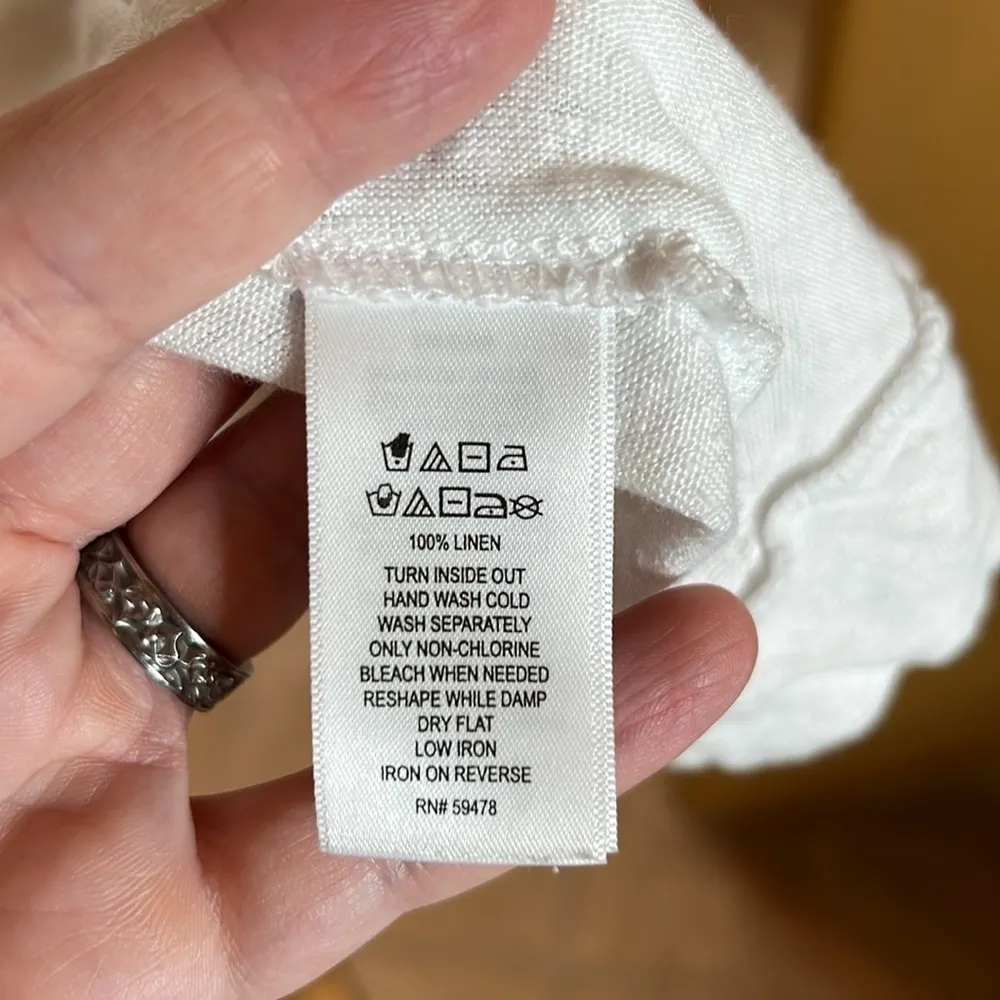 100% LINEN
TURN INSIDE OUT
HAND WASH COLD
WASH SEPARATELY
ONLY NON-CHLORINE
BLEACH WHEN NEEDED
RESHAPE WHILE DAMP
DRY FLAT
LOW IRON
IRON ON REVERSE
RN# 59478